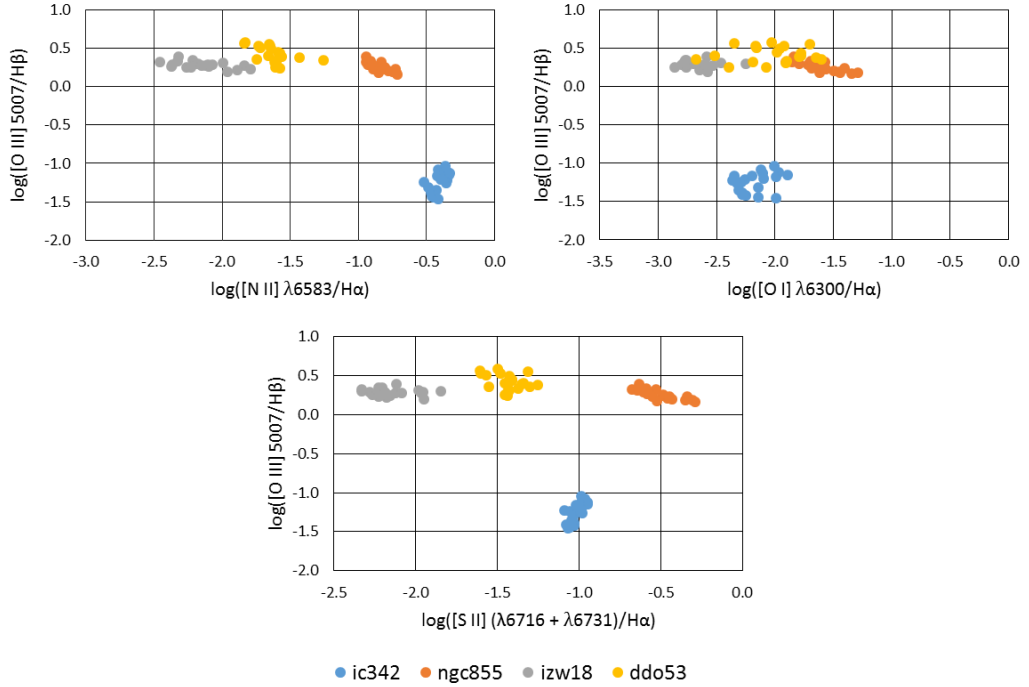 1.0
0.5
0.0
-0.5
-1.0
-1.5
-2.0
-3.0 -2.5 -2.0 -1.5 -1.0 -0.5 0.0
log([O III] 5007/Hβ)
log([N II] λ6583/Hα)
1.0
0.5
0.0
-0.5
-1.0
-1.5
-2.0
-3.5 -3.0 -2.5 -2.0 -1.5 -1.0 -0.5 0.0
log([O III] 5007/Hβ)
log([O I] λ6300/Hα)
1.0
0.5
0.0
-0.5
-1.0
-1.5
-2.0
-2.5 -2.0 -1.5 -1.0 -0.5 0.0
log([O III] 5007/Hβ)
log([S II] (λ6716 + λ6731)/Hα)
ic342 ngc855 izw18 ddo53